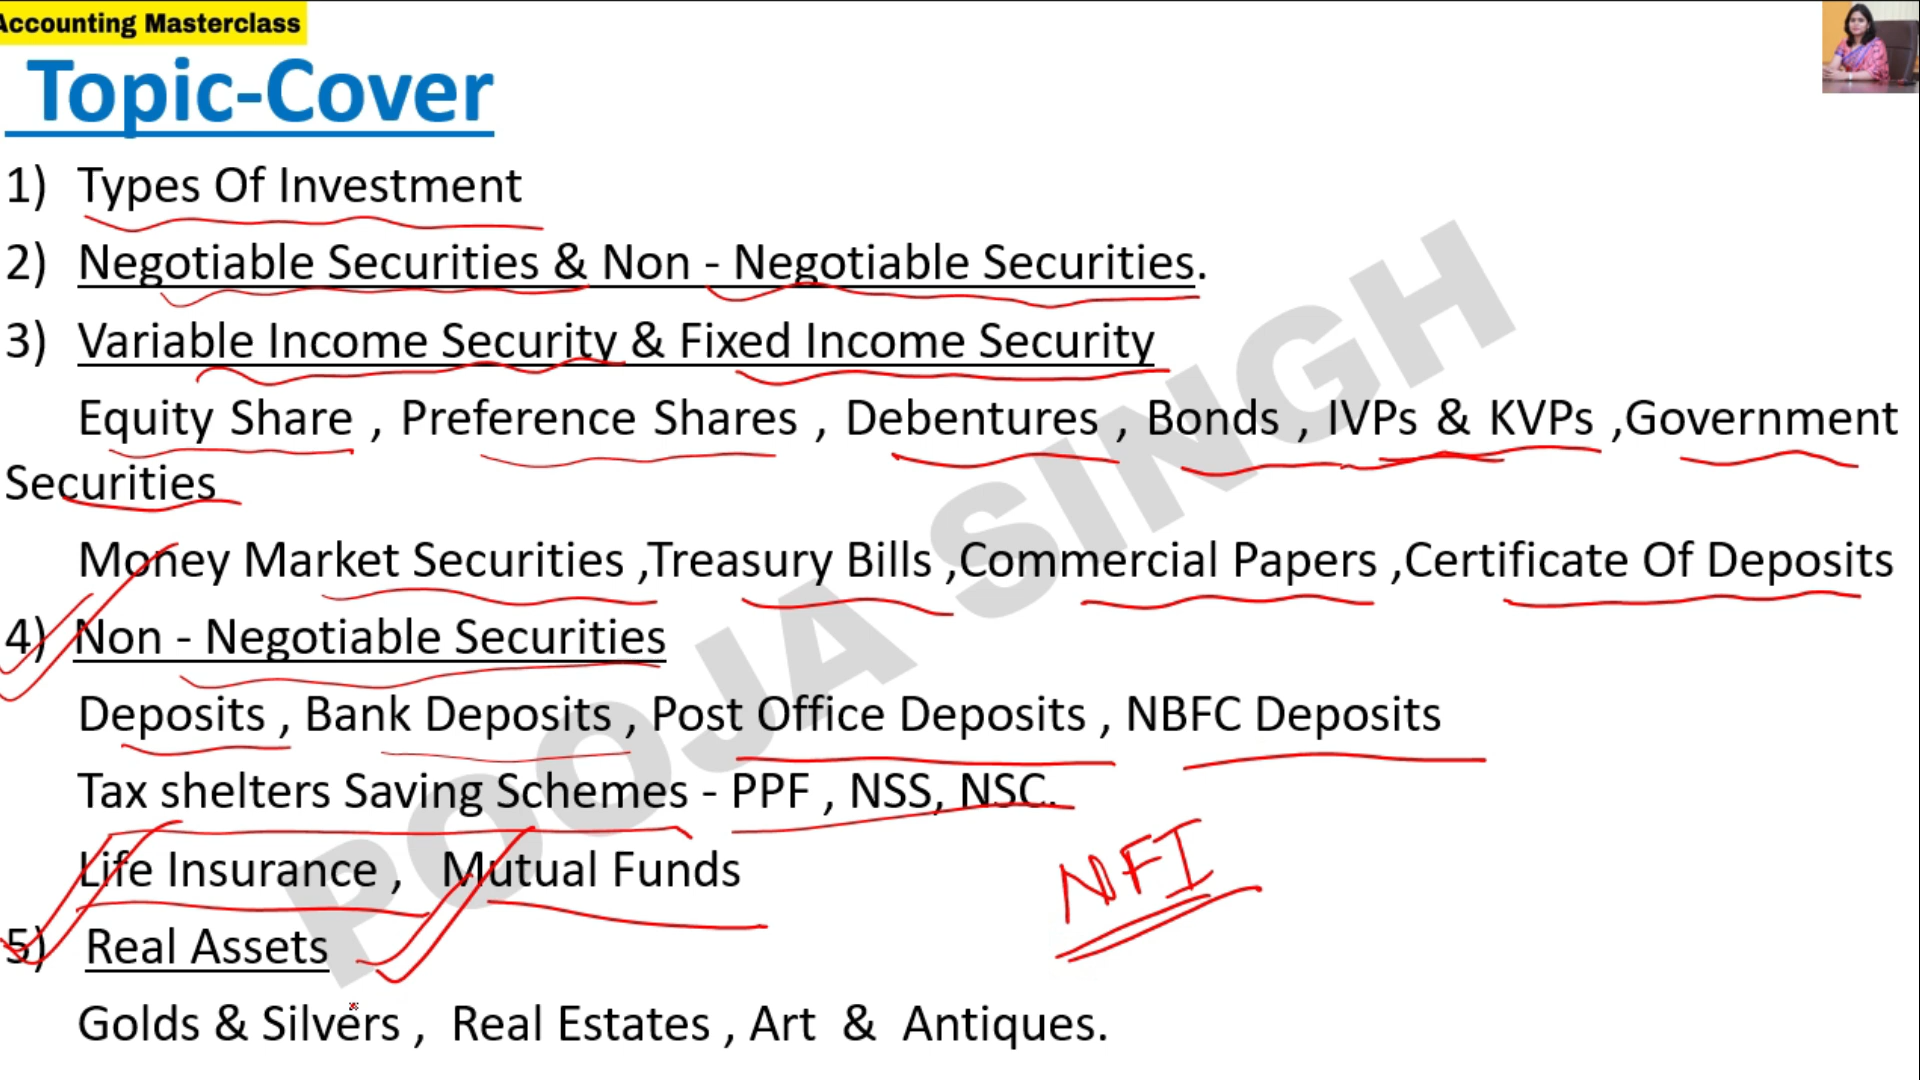 Accounting Masterclass
Topic-Cover
1) Types Of Investment
2) Negotiable Securities & Non - Negotiable Securities.
3) Variable Income Security & Fixed Income Security
Equity Share , Preference Shares , Debentures , Bonds , IVPs & KVPs ,Government
Securities
Money Market Securities ,Treasury Bills ,Commercial Papers ,Certificate Of Deposits
4) Non - Negotiable Securities
Deposits , Bank Deposits , Post Office Deposits , NBFC Deposits
Tax shelters Saving Schemes - PPF , NSS, NSC.
Life Insurance , Mutual Funds
NFI
5) Real Assets
Golds & Silvers , Real Estates , Art & Antiques.
POOJA SINGH